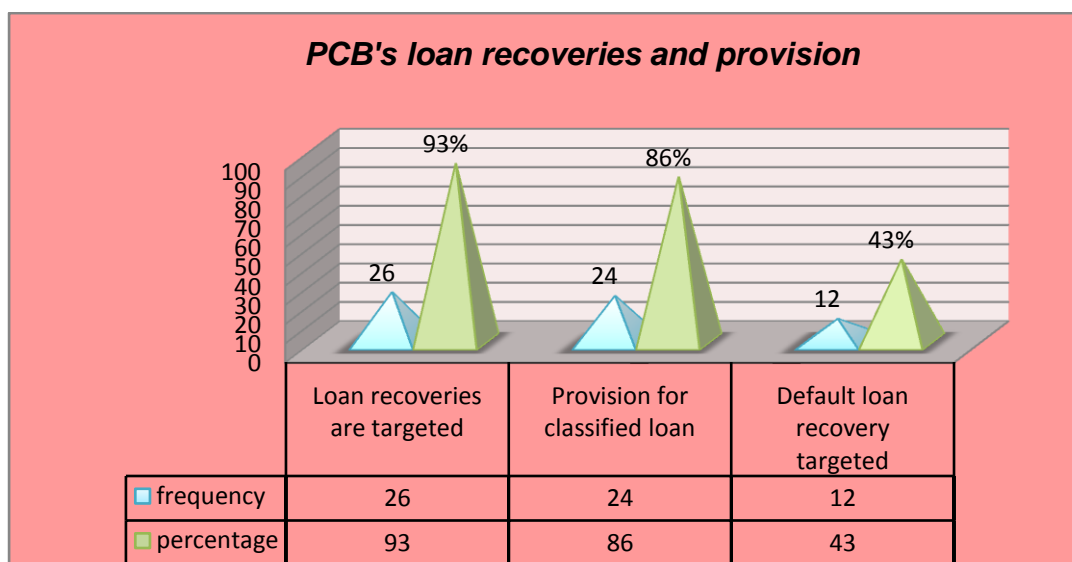 PCB's loan recoveries and provision
100
90
80
70
60
50
40
30
20
10
0
26
93%
24
86%
12
43%
Loan recoveries
are targeted
Provision for
classified loan
Default loan
recovery
targeted
frequency 26 24 12
percentage 93 86 43